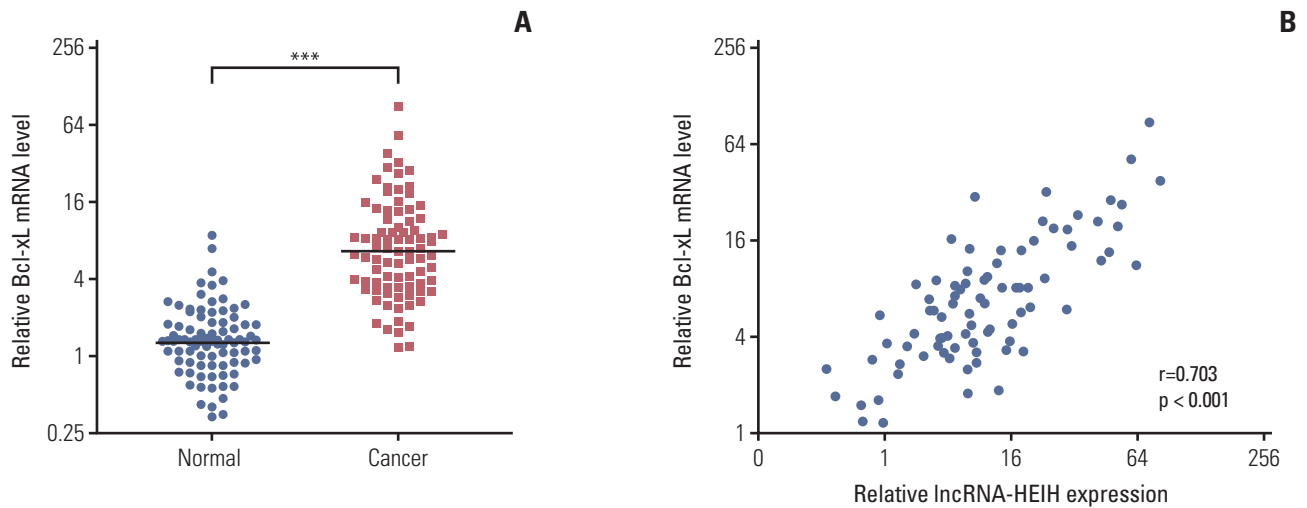 A
Relative Bcl-xL mRNA level
256
64
16
4
1
0.25
***
Normal
Cancer
B
Relative Bcl-xL mRNA level
256
64
16
4
1
r=0.703
p < 0.001
0
1
16
64
256
Relative lncRNA-HEIH expression